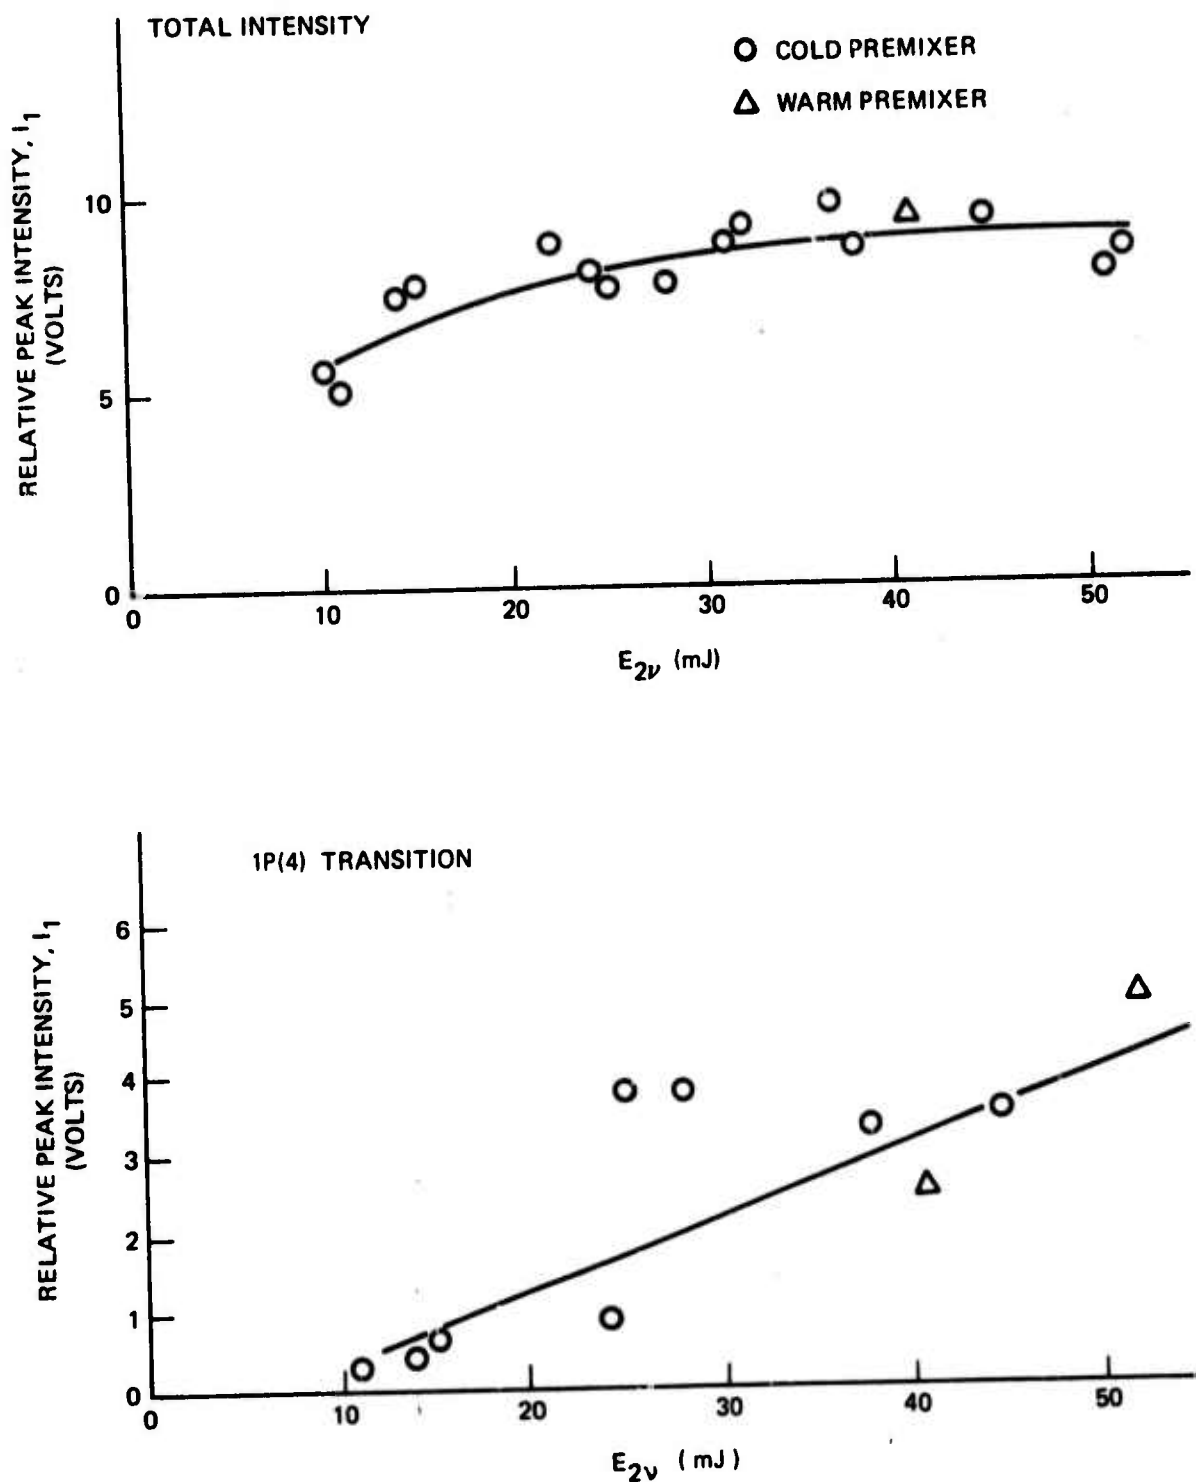 TOTAL INTENSITY
O COLD PREMIXER
Δ WARM PREMIXER
RELATIVE PEAK INTENSITY, I1
(VOLTS)
10
5
0
0 10 20 30 40 50
E2ν (mJ)
1P(4) TRANSITION
RELATIVE PEAK INTENSITY, I1
(VOLTS)
6
5
4
3
2
1
0
0 10 20 30 40 50
E2ν (mJ)